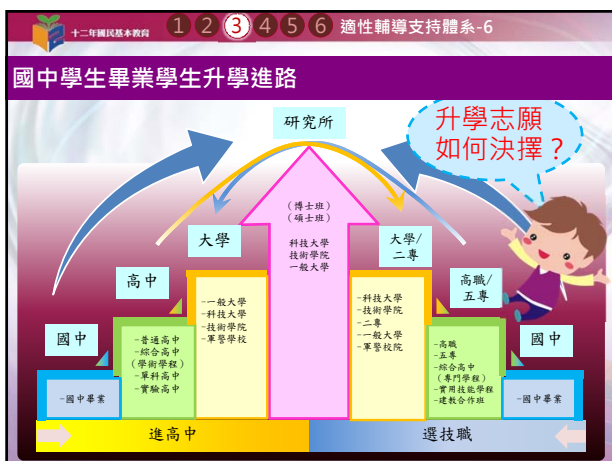 十二年國民基本教育
1 2 3 4 5 6 適性輔導支持體系-6
國中學生畢業學生升學進路
升學志願
如何決擇？
研究所
(博士班)
(碩士班)
科技大學
技術學院
一般大學
大學
-一般大學
-科技大學
-技術學院
-軍警學校
高中
-普通高中
-綜合高中
(學術學程)
-單科高中
-實驗高中
國中
-國中畢業
大學/
二專
-科技大學
-技術學院
-二專
-一般大學
-軍警校院
高職/
五專
-高職
-五專
-綜合高中
(專門學程)
-實用技能學程
-建教合作班
國中
-國中畢業
進高中
選技職